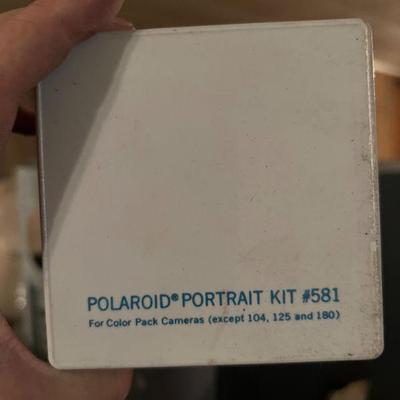 POLAROID® PORTRAIT KIT #581
For Color Pack Cameras (except 104, 125 and 180)